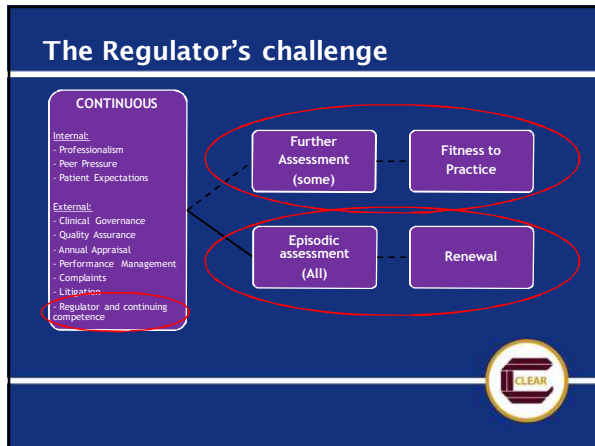 The Regulator's challenge
CONTINUOUS
Internal:
- Professionalism
- Peer Pressure
- Patient Expectations
External:
- Clinical Governance
- Quality Assurance
- Annual Appraisal
- Performance Management
- Complaints
- Litigation
- Regulator and continuing
competence
Further
Assessment
(some)
Fitness to
Practice
Episodic
assessment
(All)
Renewal
CLEAR